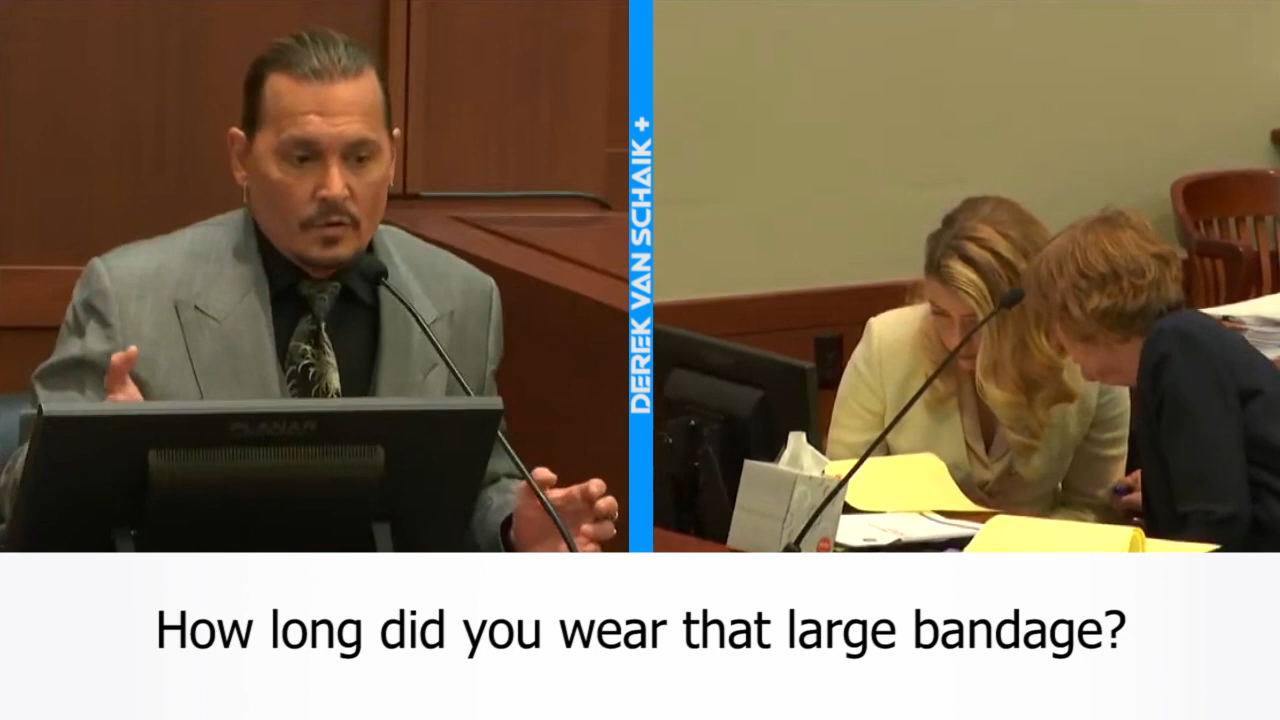 PLANAR
DEREK VAN SCHAIK +
How long did you wear that large bandage?